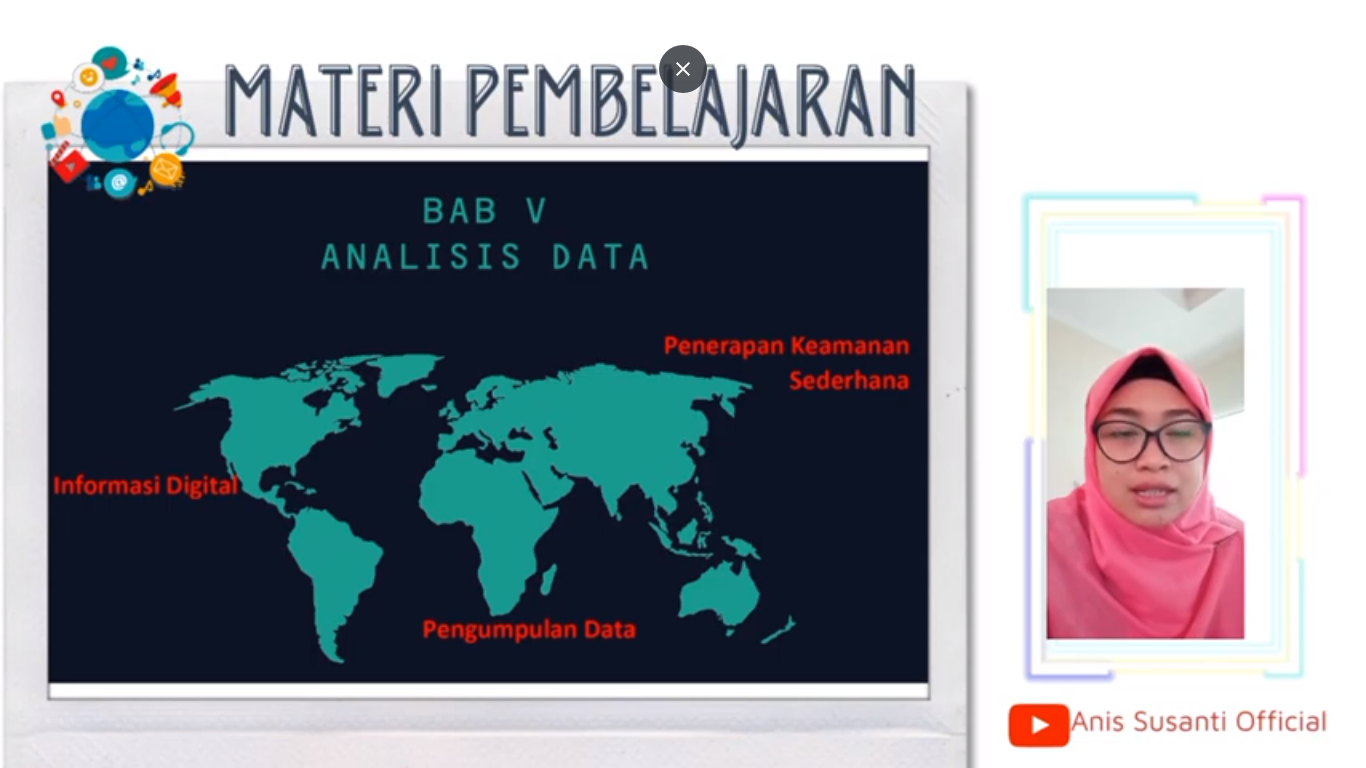 MATERI PEMBELAJARAN
BAB V
ANALISIS DATA
Penerapan Keamanan
Sederhana
Informasi Digital
Pengumpulan Data
Anis Susanti Official